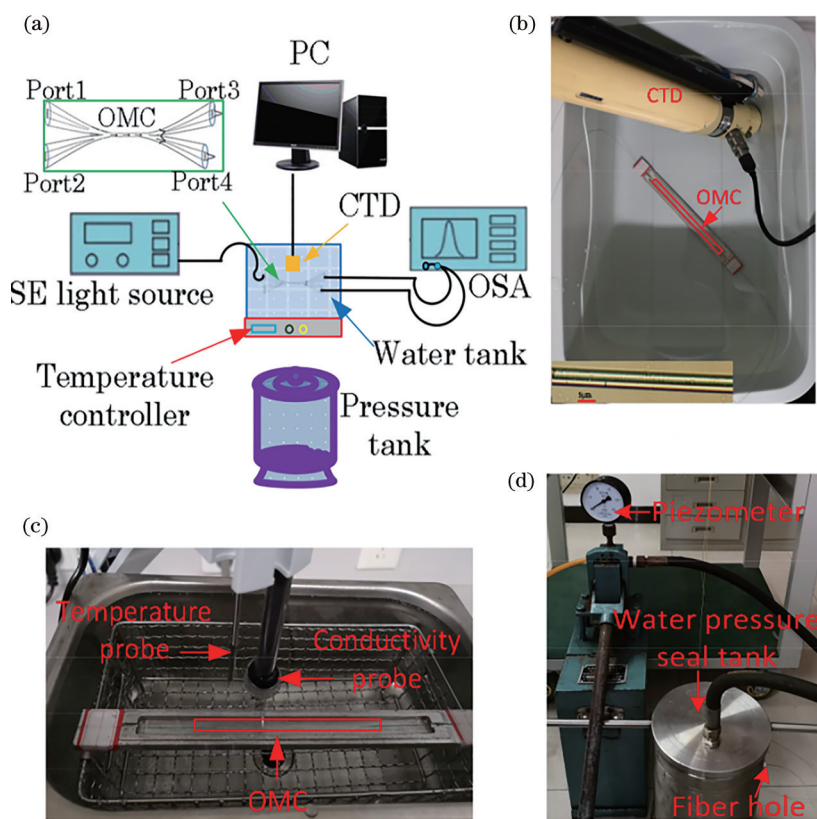 (a)
PC
Port1
Port3
OMC
Port2
Port4
CTD
SE light source
OSA
Water tank
Temperature
controller
Pressure
tank
(b)
CTD
OMC
5μm
(c)
Temperature
probe
Conductivity
probe
OMC
(d)
Piezometer
Water pressure
seal tank
Fiber hole